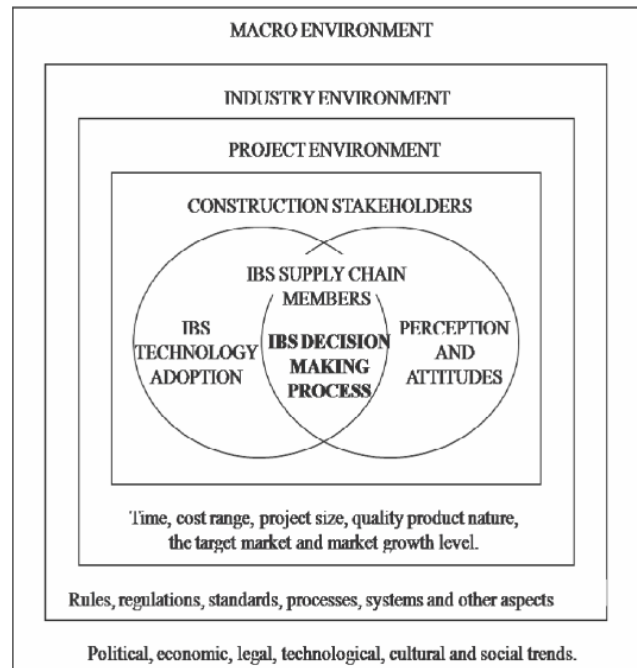 MACRO ENVIRONMENT
INDUSTRY ENVIRONMENT
PROJECT ENVIRONMENT
CONSTRUCTION STAKEHOLDERS
IBS SUPPLY CHAIN
MEMBERS
IBS
TECHNOLOGY
ADOPTION
IBS DECISION
MAKING
PROCESS
PERCEPTION
AND
ATTITUDES
Time, cost range, project size, quality product nature,
the target market and market growth level.
Rules, regulations, standards, processes, systems and other aspects
Political, economic, legal, technological, cultural and social trends.